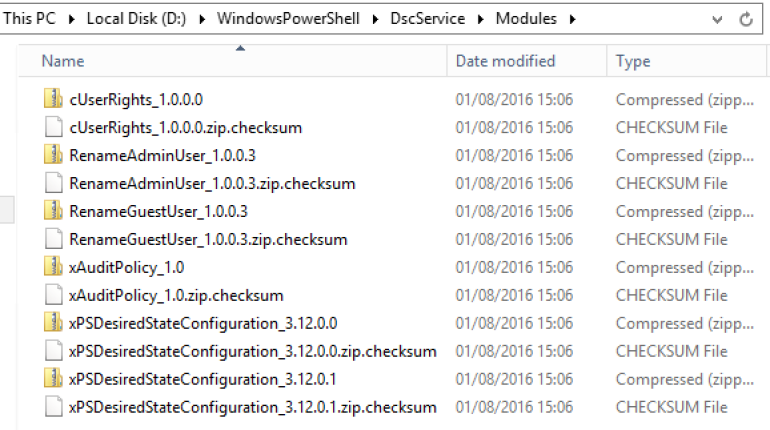 This PC ▸ Local Disk (D:) ▸ WindowsPowerShell ▸ DscService ▸ Modules ▸
Name Date modified Type
cUserRights_1.0.0.0 01/08/2016 15:06 Compressed (zipp...
cUserRights_1.0.0.0.zip.checksum 01/08/2016 15:06 CHECKSUM File
RenameAdminUser_1.0.0.3 01/08/2016 15:06 Compressed (zipp...
RenameAdminUser_1.0.0.3.zip.checksum 01/08/2016 15:06 CHECKSUM File
RenameGuestUser_1.0.0.3 01/08/2016 15:06 Compressed (zipp...
RenameGuestUser_1.0.0.3.zip.checksum 01/08/2016 15:06 CHECKSUM File
xAuditPolicy_1.0 01/08/2016 15:06 Compressed (zipp...
xAuditPolicy_1.0.zip.checksum 01/08/2016 15:06 CHECKSUM File
xPSDesiredStateConfiguration_3.12.0.0 01/08/2016 15:06 Compressed (zipp...
xPSDesiredStateConfiguration_3.12.0.0.zip.checksum 01/08/2016 15:06 CHECKSUM File
xPSDesiredStateConfiguration_3.12.0.1 01/08/2016 15:06 Compressed (zipp...
xPSDesiredStateConfiguration_3.12.0.1.zip.checksum 01/08/2016 15:06 CHECKSUM File